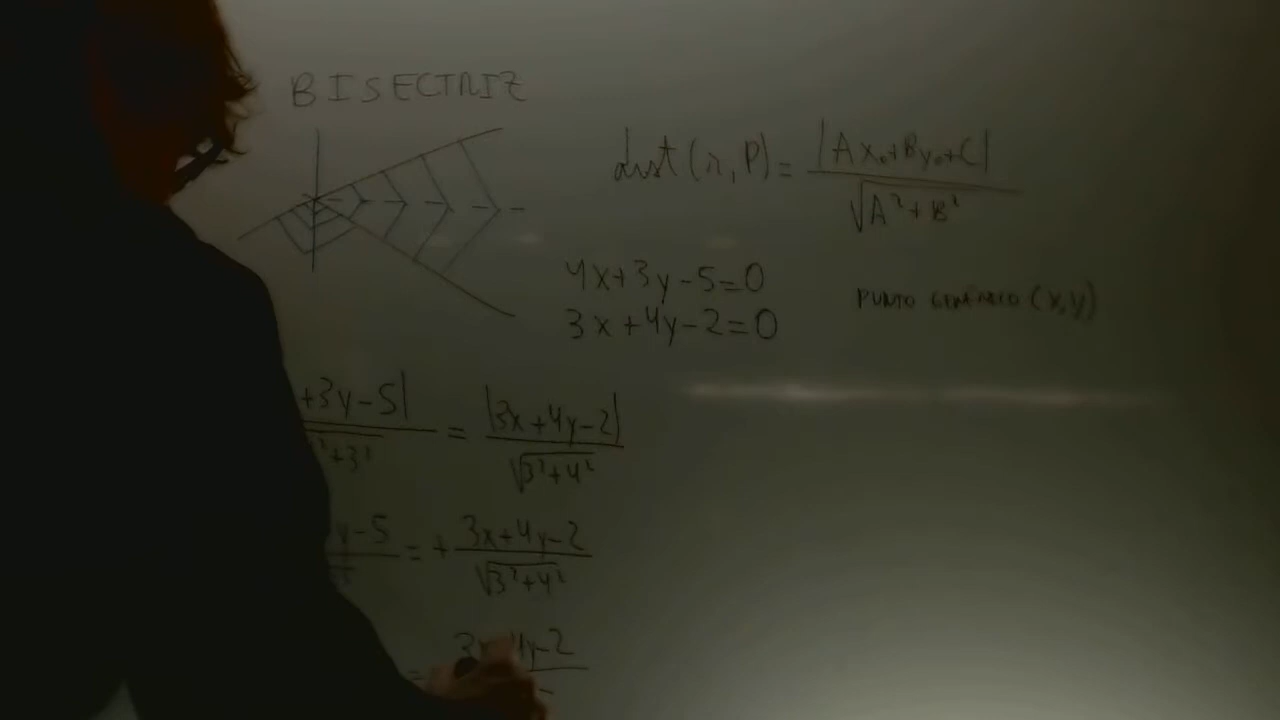 BISECTRIZ
dist(r, P) = |Ax₀+By₀+C| / √A²+B²
4x+3y-5=0
3x+4y-2=0
PUNTO GENÉRICO (x,y)
+3y-5| / ²+3² = |3x+4y-2| / √3²+4²
y-5 = + 3x+4y-2 / √3²+4²
= 4y-2